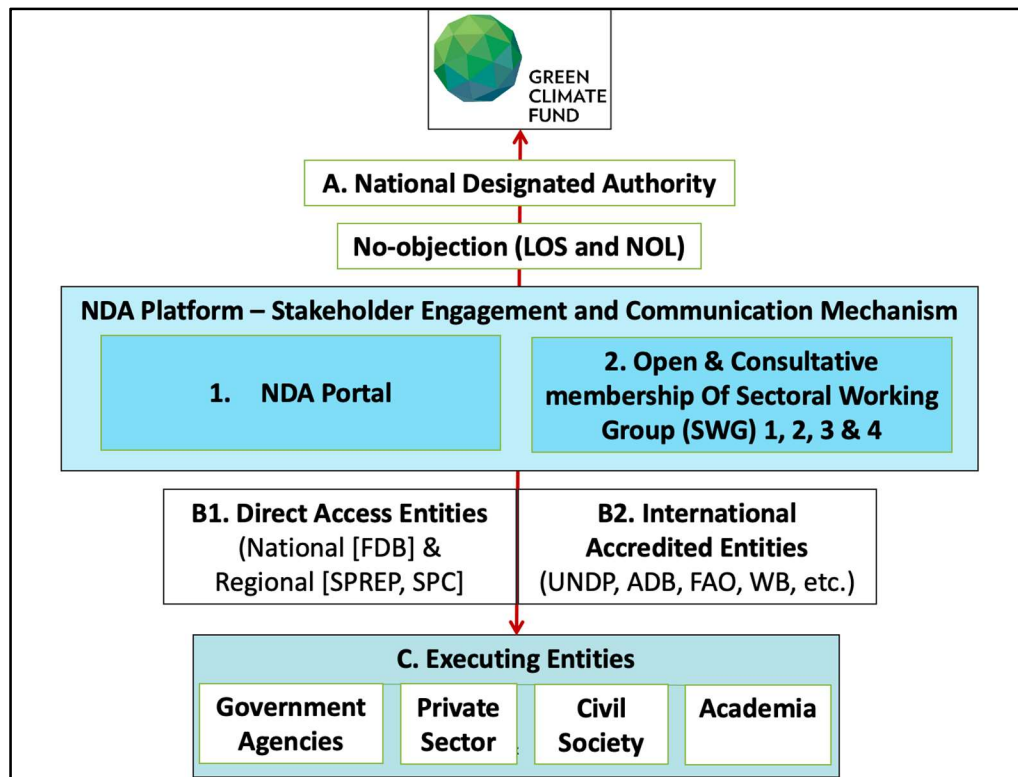 GREEN
CLIMATE
FUND
A. National Designated Authority
No-objection (LOS and NOL)
NDA Platform – Stakeholder Engagement and Communication Mechanism
1. NDA Portal
2. Open & Consultative
membership Of Sectoral Working
Group (SWG) 1, 2, 3 & 4
B1. Direct Access Entities
(National [FDB] &
Regional [SPREP, SPC]
B2. International
Accredited Entities
(UNDP, ADB, FAO, WB, etc.)
C. Executing Entities
Government
Agencies
Private
Sector
Civil
Society
Academia